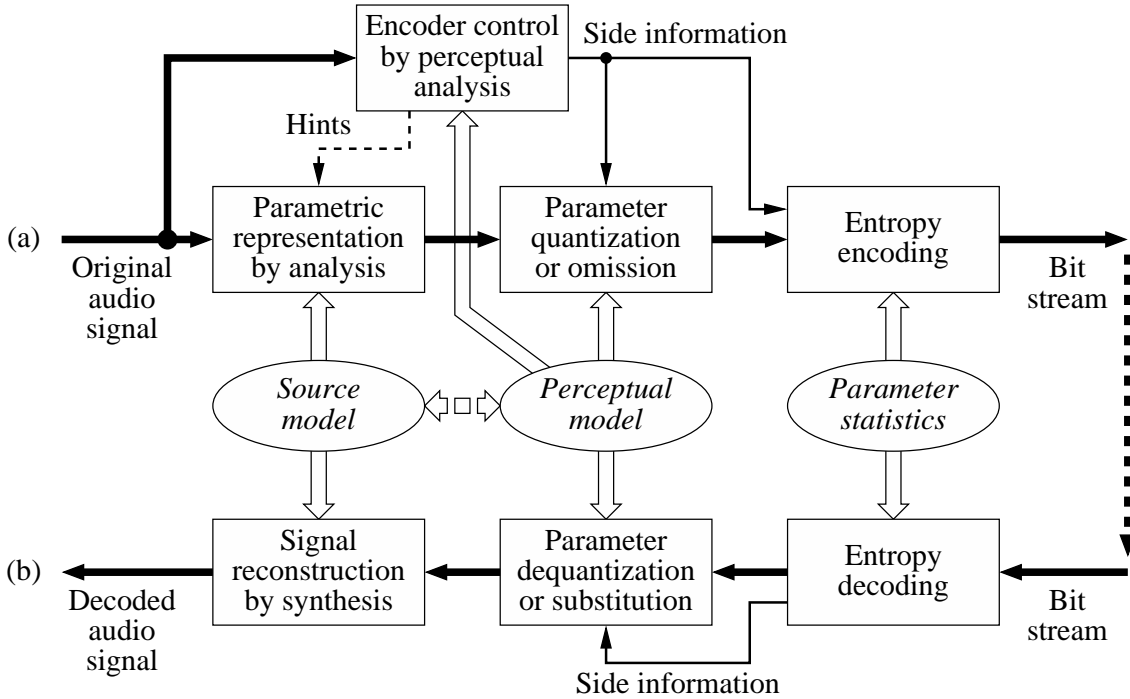 Encoder control
by perceptual
analysis
Side information
Hints
(a)
Original
audio
signal
Parametric
representation
by analysis
Parameter
quantization
or omission
Entropy
encoding
Bit
stream
Source
model
Perceptual
model
Parameter
statistics
(b)
Decoded
audio
signal
Signal
reconstruction
by synthesis
Parameter
dequantization
or substitution
Entropy
decoding
Bit
stream
Side information